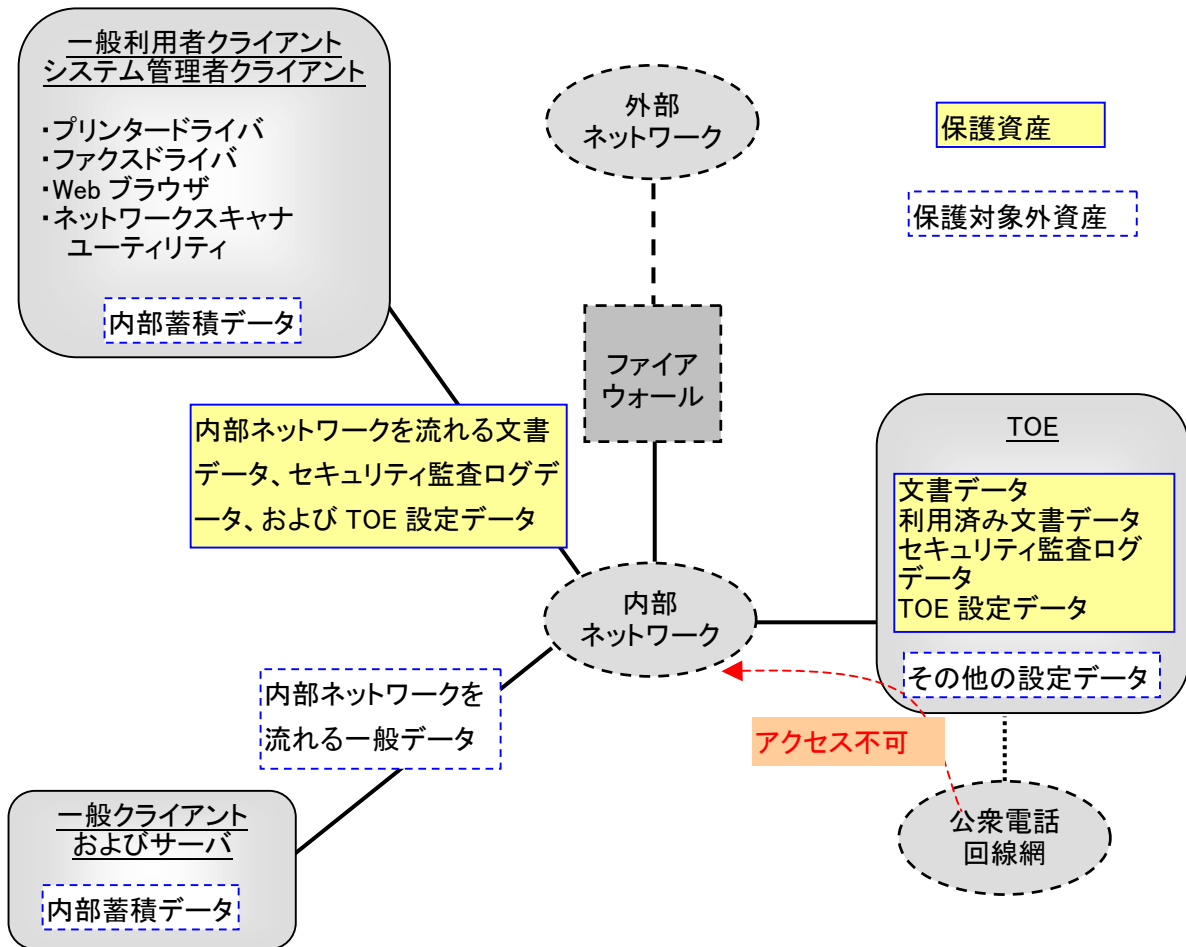 一般利用者クライアント
システム管理者クライアント
・プリンタードライバ
・ファクスドライバ
・Web ブラウザ
・ネットワークスキャナ
ユーティリティ
内部蓄積データ
外部
ネットワーク
保護資産
保護対象外資産
ファイア
ウォール
内部ネットワークを流れる文書
データ、セキュリティ監査ログデ
ータ、および TOE 設定データ
TOE
文書データ
利用済み文書データ
セキュリティ監査ログ
データ
TOE 設定データ
その他の設定データ
内部
ネットワーク
内部ネットワークを
流れる一般データ
アクセス不可
公衆電話
回線網
一般クライアント
およびサーバ
内部蓄積データ